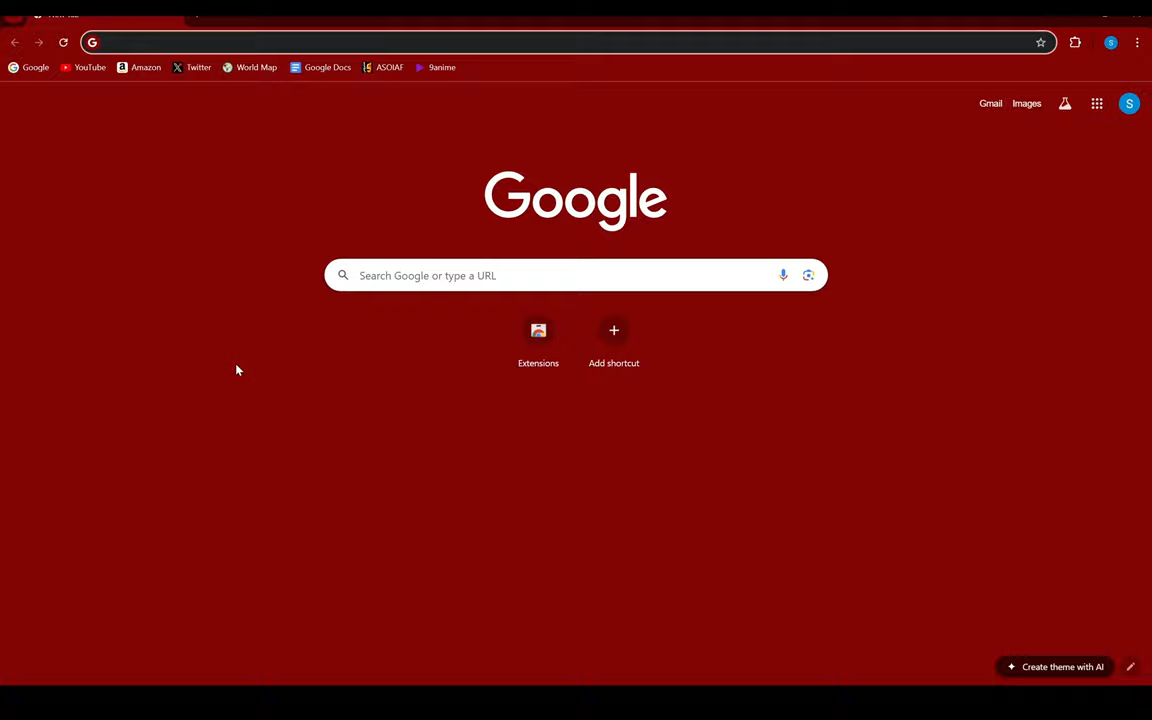 Google YouTube Amazon Twitter World Map Google Docs ASOIAF 9anime
Gmail Images S
Google
Search Google or type a URL
Extensions Add shortcut
Create theme with AI